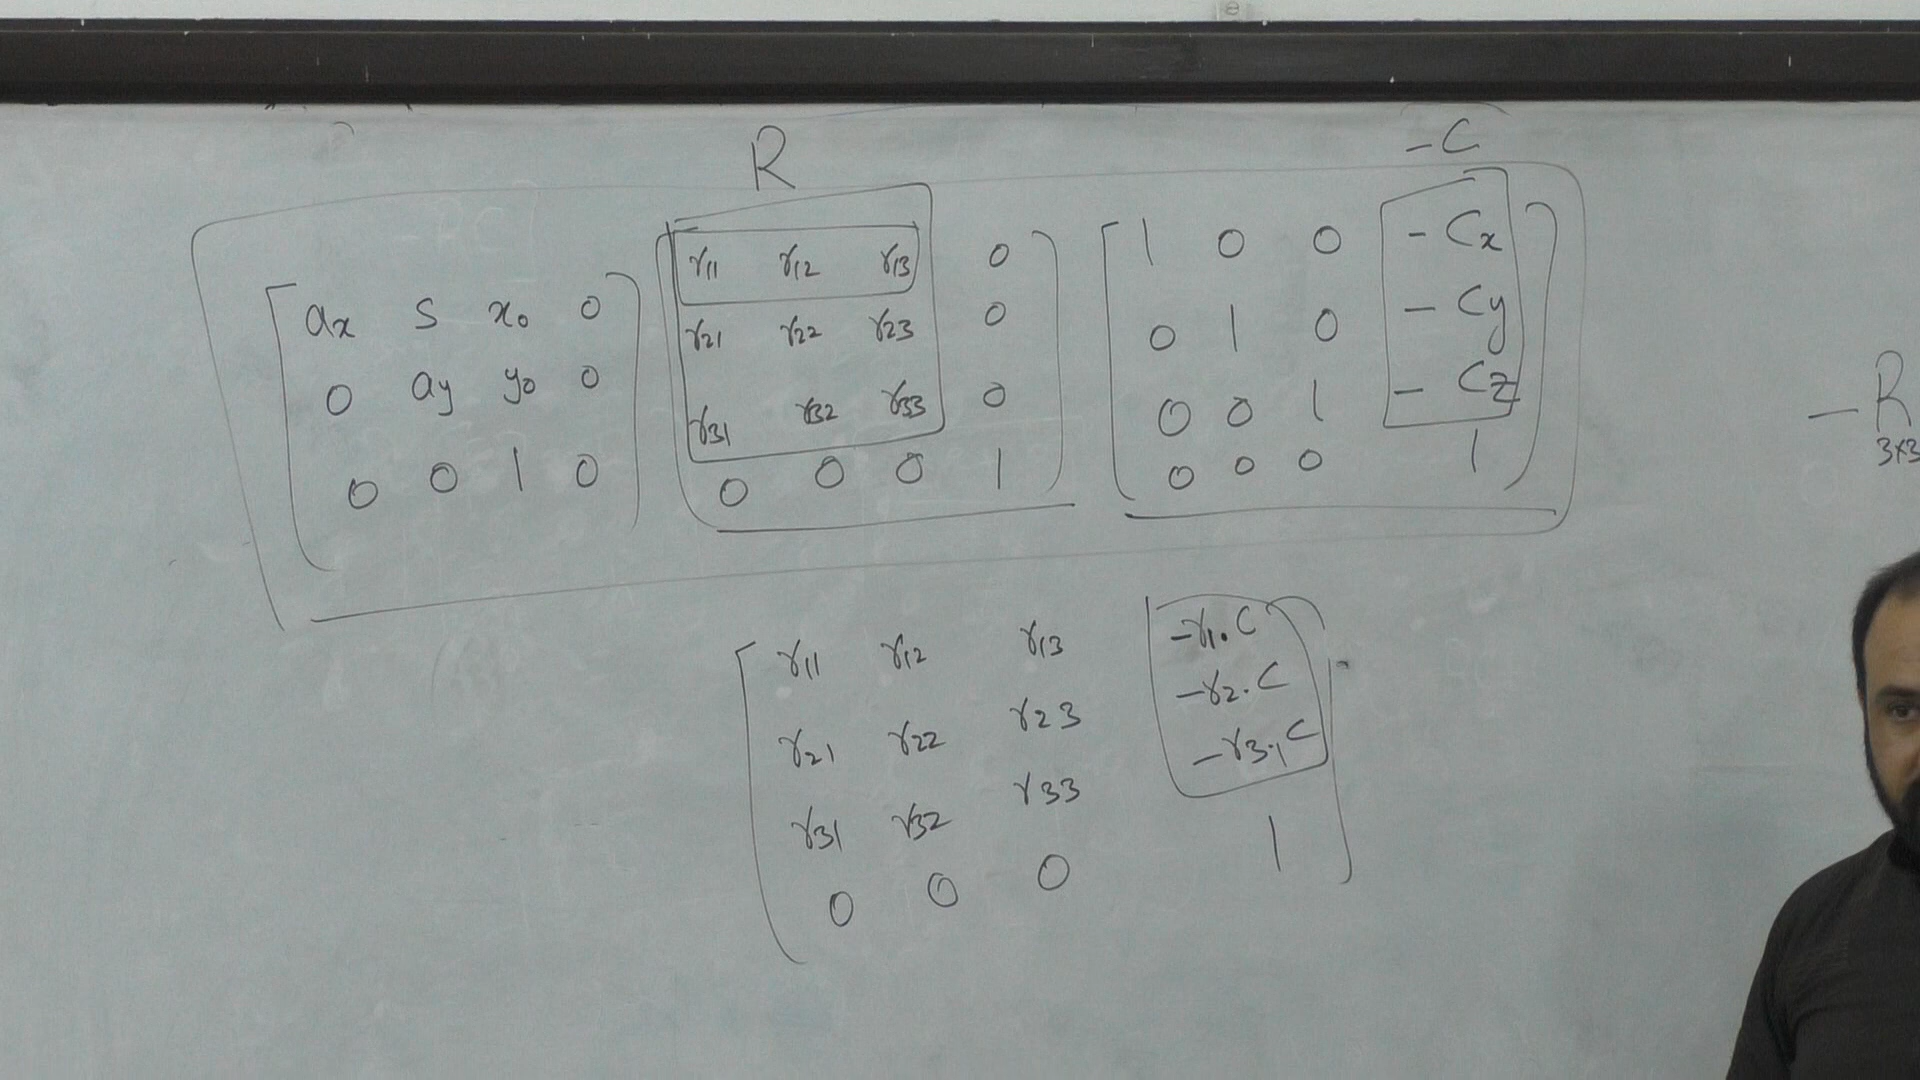 R -C
ax s x0 0 r11 r12 r13 0 1 0 0 -Cx
0 ay y0 0 r21 r22 r23 0 0 1 0 -Cy
0 0 1 0 r31 r32 r33 0 0 0 1 -Cz
0 0 0 1 0 0 0 1
-R
3x3
r11 r12 r13 -r1.C
r21 r22 r23 -r2.C
r31 r32 r33 -r3.C
0 0 0 1